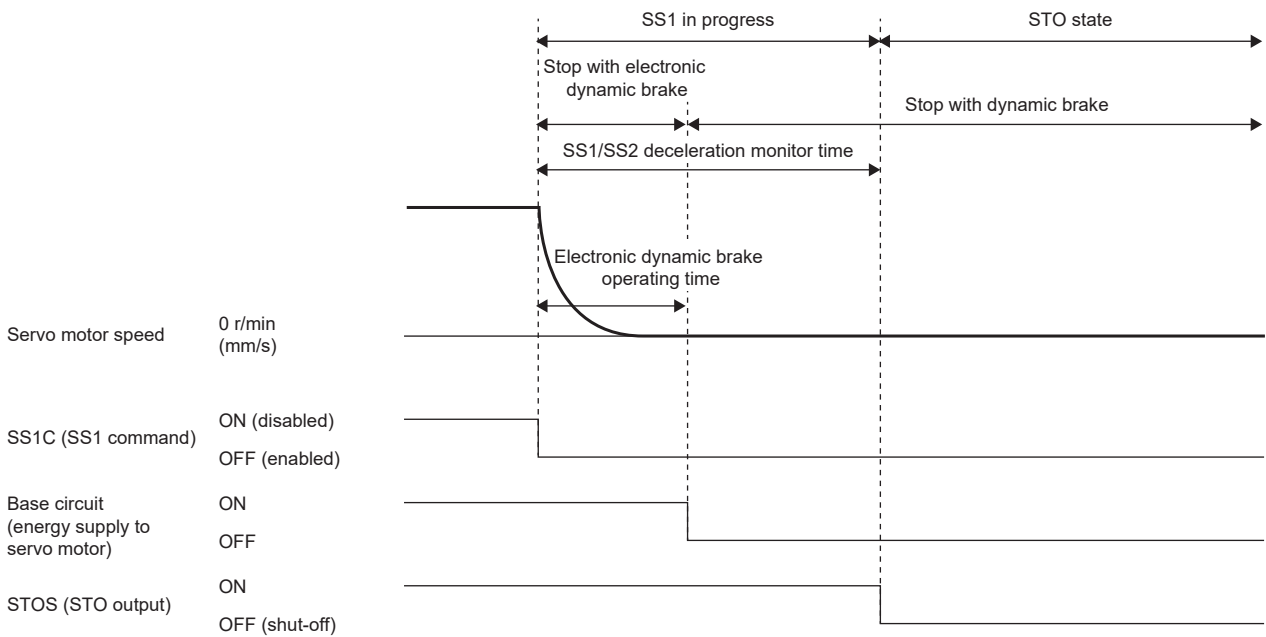 SS1 in progress
STO state
Stop with electronic
dynamic brake
Stop with dynamic brake
SS1/SS2 deceleration monitor time
Electronic dynamic brake
operating time
Servo motor speed
0 r/min
(mm/s)
SS1C (SS1 command)
ON (disabled)
OFF (enabled)
Base circuit
(energy supply to
servo motor)
ON
OFF
STOS (STO output)
ON
OFF (shut-off)